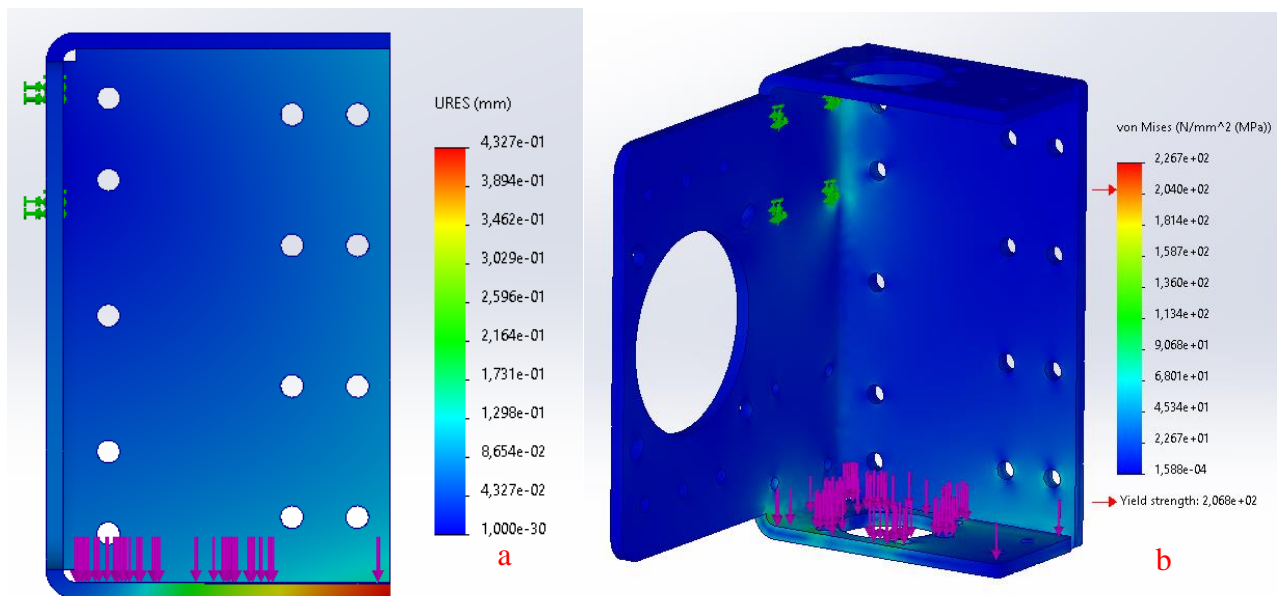 URES (mm)
4,327e-01
3,894e-01
3,462e-01
3,029e-01
2,596e-01
2,164e-01
1,731e-01
1,298e-01
8,654e-02
4,327e-02
1,000e-30
a
von Mises (N/mm^2 (MPa))
2,267e+02
2,040e+02
1,814e+02
1,587e+02
1,360e+02
1,134e+02
9,068e+01
6,801e+01
4,534e+01
2,267e+01
1,588e-04
Yield strength: 2,068e+02
b